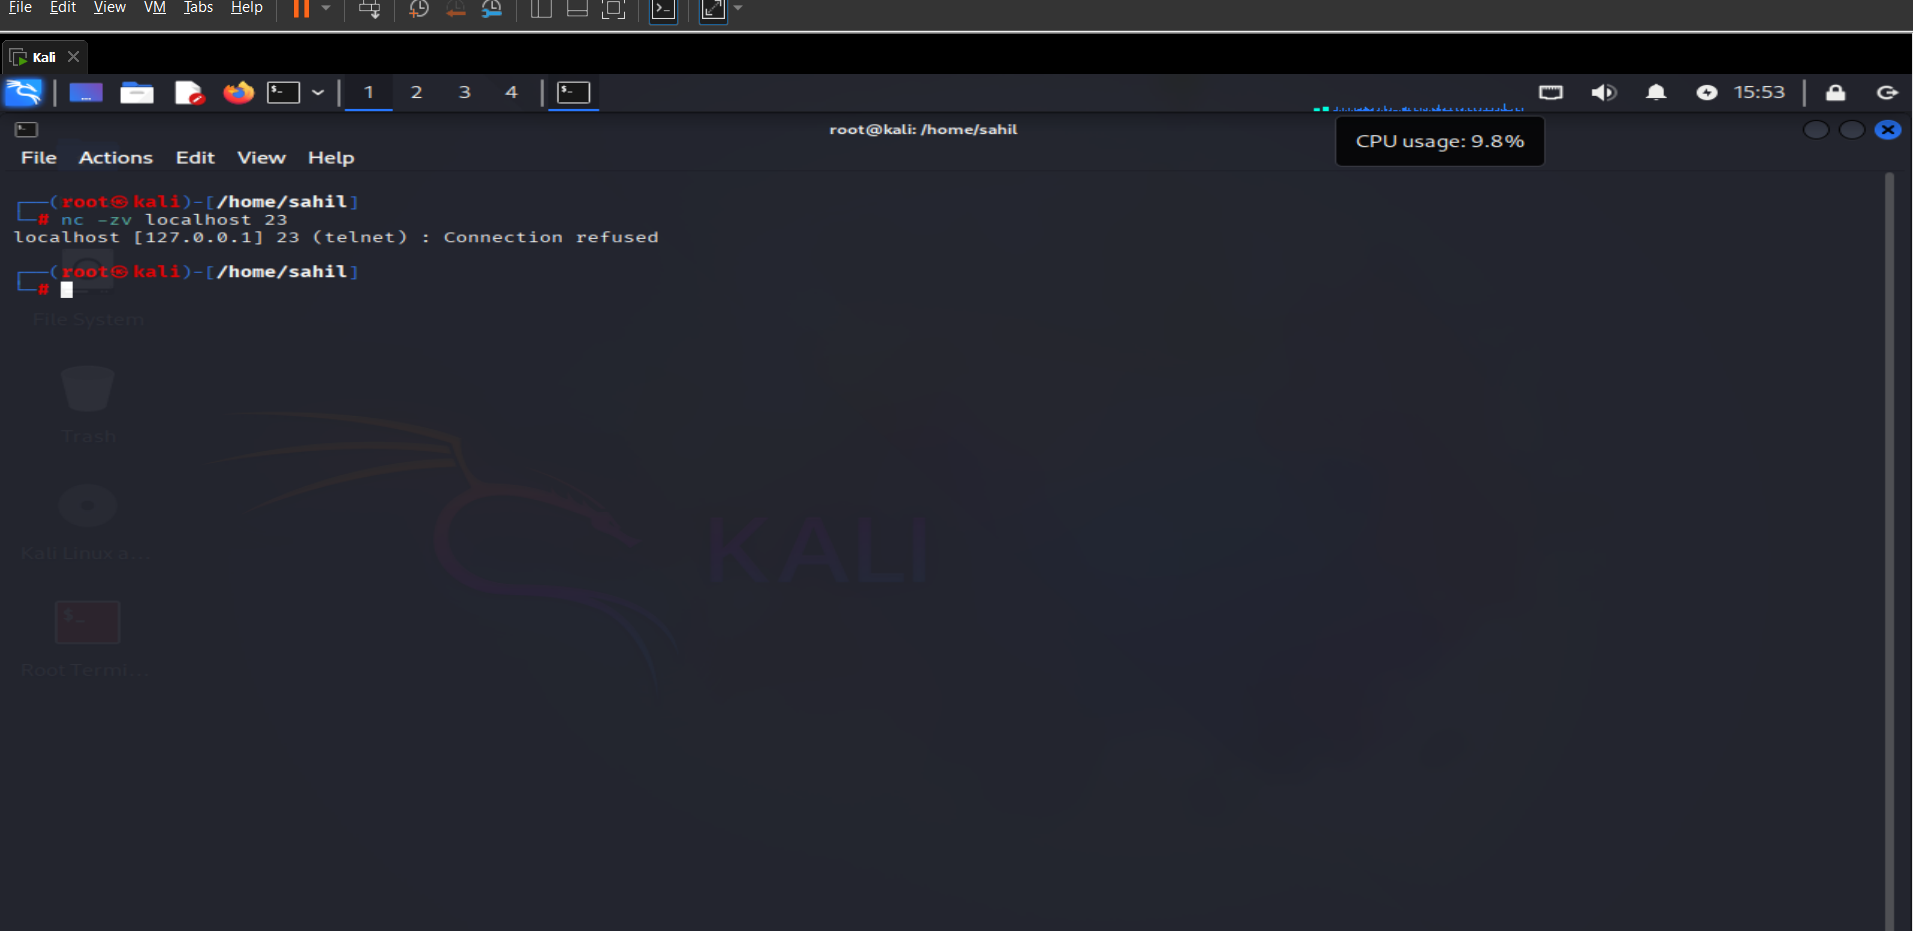 File Edit View VM Tabs Help
Kali
1 2 3 4 15:53
root@kali: /home/sahil
CPU usage: 9.8%
File Actions Edit View Help
┌──(root㉿kali)-[/home/sahil]
└─# nc -zv localhost 23
localhost [127.0.0.1] 23 (telnet) : Connection refused
┌──(root㉿kali)-[/home/sahil]
└─#
File System
Trash
Kali Linux a...
Root Termi...
KALI